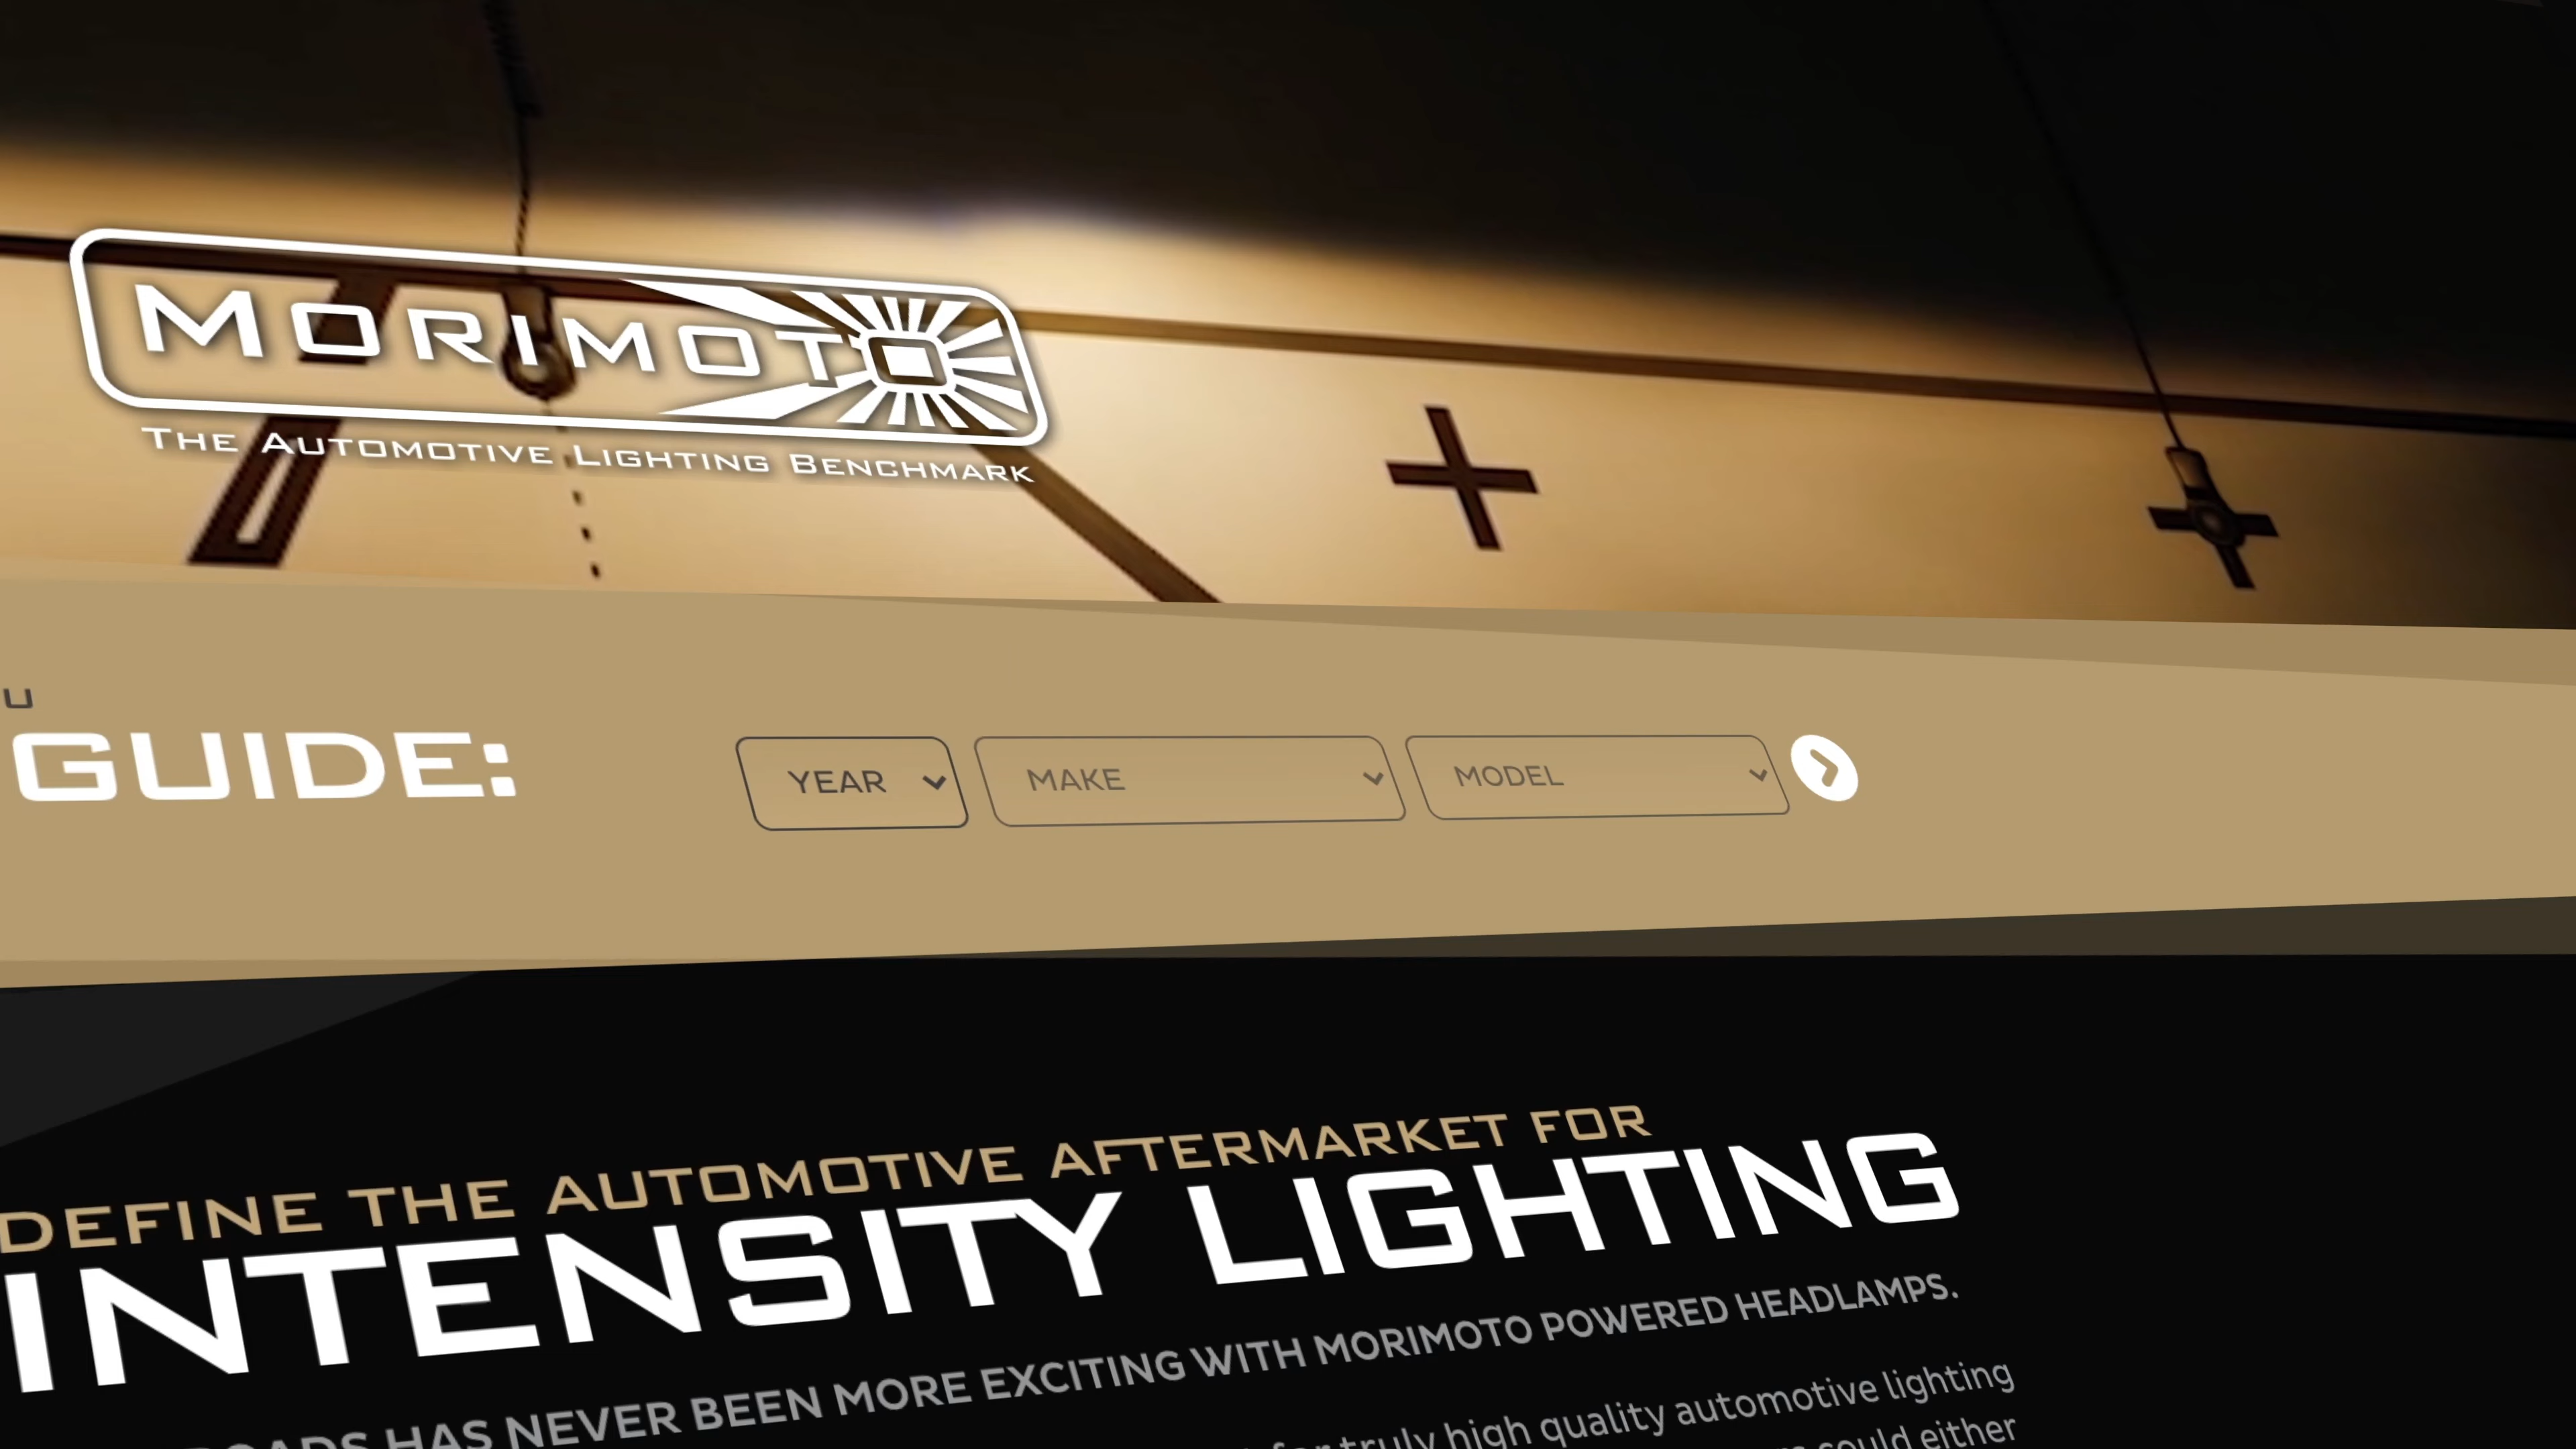 MORIMOTO
THE AUTOMOTIVE LIGHTING BENCHMARK
U
GUIDE:
YEAR
MAKE
MODEL
DEFINE THE AUTOMOTIVE AFTERMARKET FOR
INTENSITY LIGHTING
HAS NEVER BEEN MORE EXCITING WITH MORIMOTO POWERED HEADLAMPS.
for truly high quality automotive lighting
could either